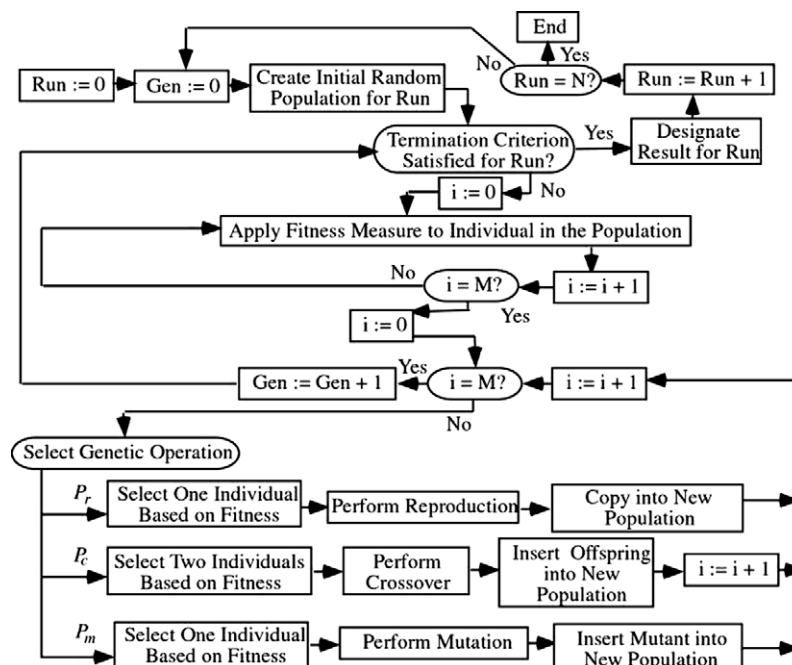 End
No
Yes
Run := 0
Gen := 0
Create Initial Random
Population for Run
Run = N?
Run := Run + 1
Termination Criterion
Satisfied for Run?
Yes
Designate
Result for Run
No
i := 0
Apply Fitness Measure to Individual in the Population
No
i = M?
i := i + 1
Yes
i := 0
Gen := Gen + 1
Yes
i = M?
i := i + 1
No
Select Genetic Operation
Pr
Select One Individual
Based on Fitness
Perform Reproduction
Copy into New
Population
Pc
Select Two Individuals
Based on Fitness
Perform
Crossover
Insert Offspring
into New
Population
i := i + 1
Pm
Select One Individual
Based on Fitness
Perform Mutation
Insert Mutant into
New Population